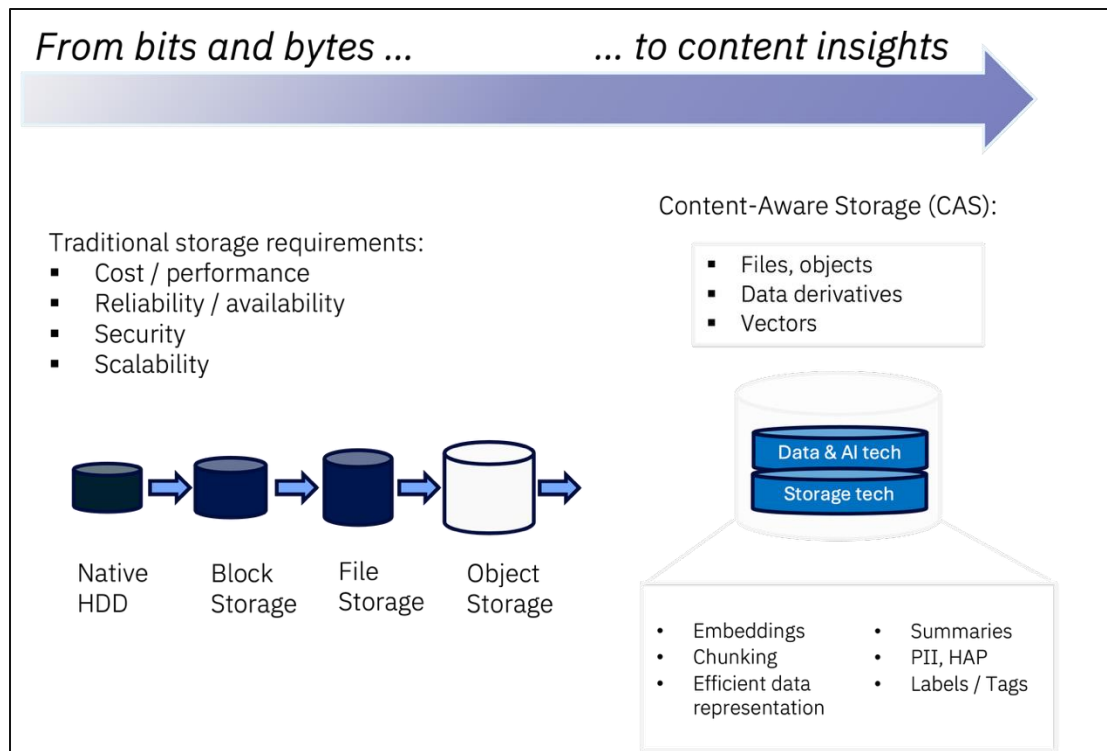 From bits and bytes ...
... to content insights
Traditional storage requirements:
▪ Cost / performance
▪ Reliability / availability
▪ Security
▪ Scalability
Native
HDD
Block
Storage
File
Storage
Object
Storage
Content-Aware Storage (CAS):
▪ Files, objects
▪ Data derivatives
▪ Vectors
Data & AI tech
Storage tech
• Embeddings
• Chunking
• Efficient data
representation
• Summaries
• PII, HAP
• Labels / Tags